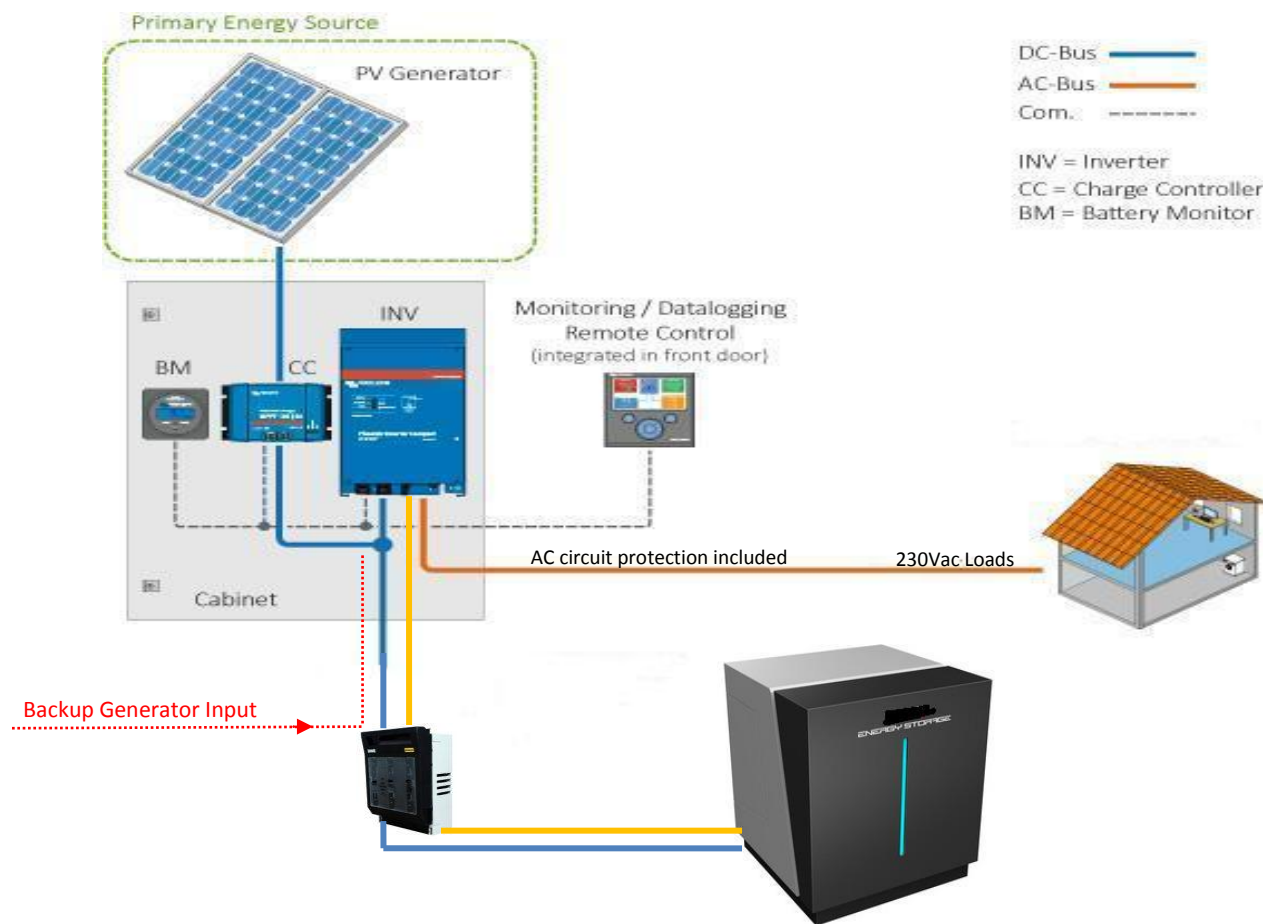 Primary Energy Source
PV Generator
DC-Bus
AC-Bus
Com.
INV = Inverter
CC = Charge Controller
BM = Battery Monitor
INV
Monitoring / Datalogging
Remote Control
(integrated in front door)
BM
CC
AC circuit protection included
230Vac Loads
Cabinet
Backup Generator Input
ENERGY STORAGE